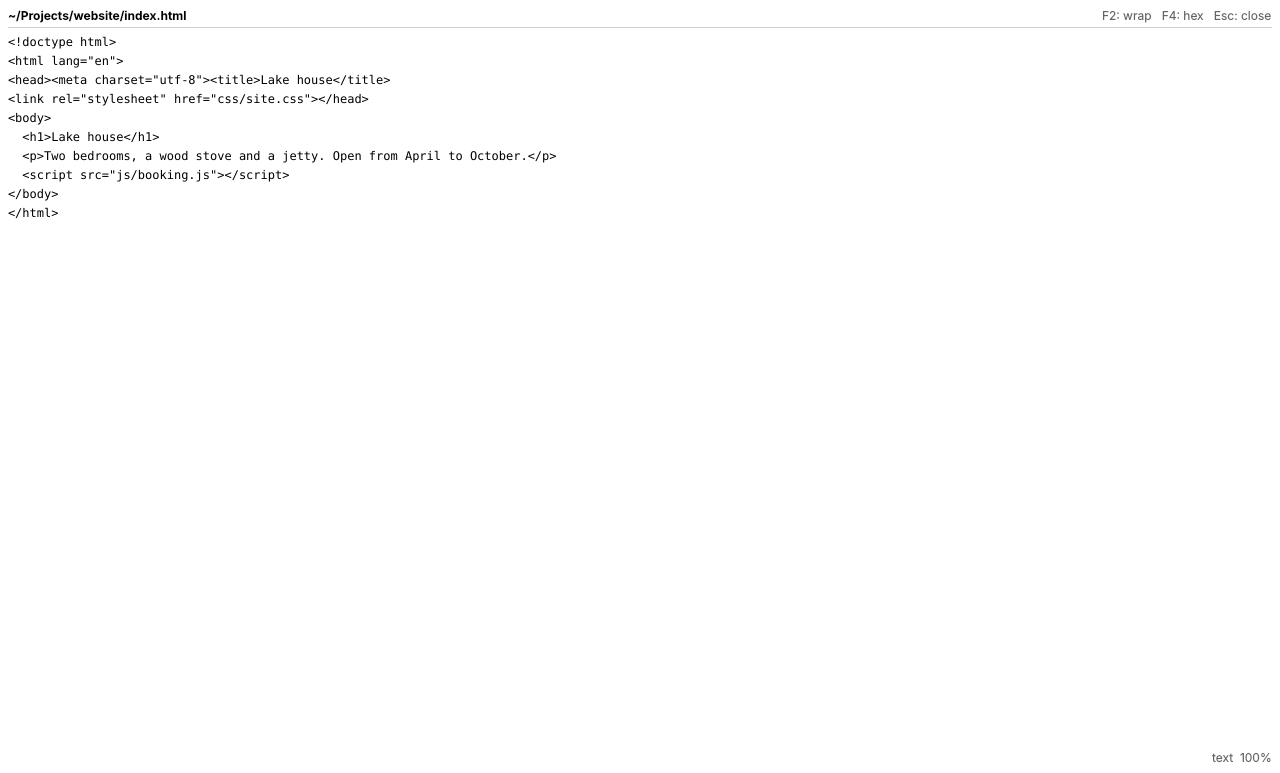 ~/Projects/website/index.html F2: wrap F4: hex Esc: close
<!doctype html>
<html lang="en">
<head><meta charset="utf-8"><title>Lake house</title>
<link rel="stylesheet" href="css/site.css"></head>
<body>
  <h1>Lake house</h1>
  <p>Two bedrooms, a wood stove and a jetty. Open from April to October.</p>
  <script src="js/booking.js"></script>
</body>
</html>
text 100%